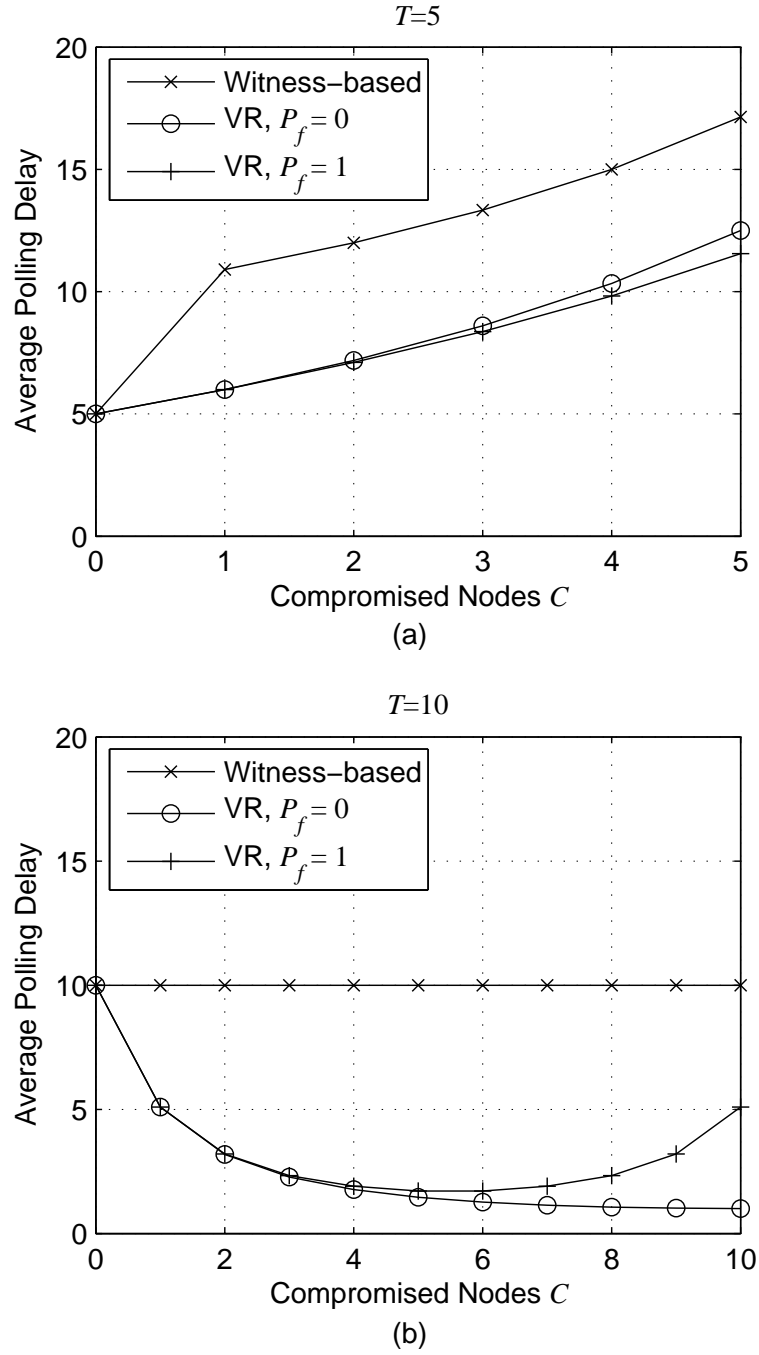 T=5
20
15
10
5
0
Average Polling Delay
Witness-based
VR, P_f = 0
VR, P_f = 1
0 1 2 3 4 5
Compromised Nodes C
(a)
T=10
20
15
10
5
0
Average Polling Delay
Witness-based
VR, P_f = 0
VR, P_f = 1
0 2 4 6 8 10
Compromised Nodes C
(b)